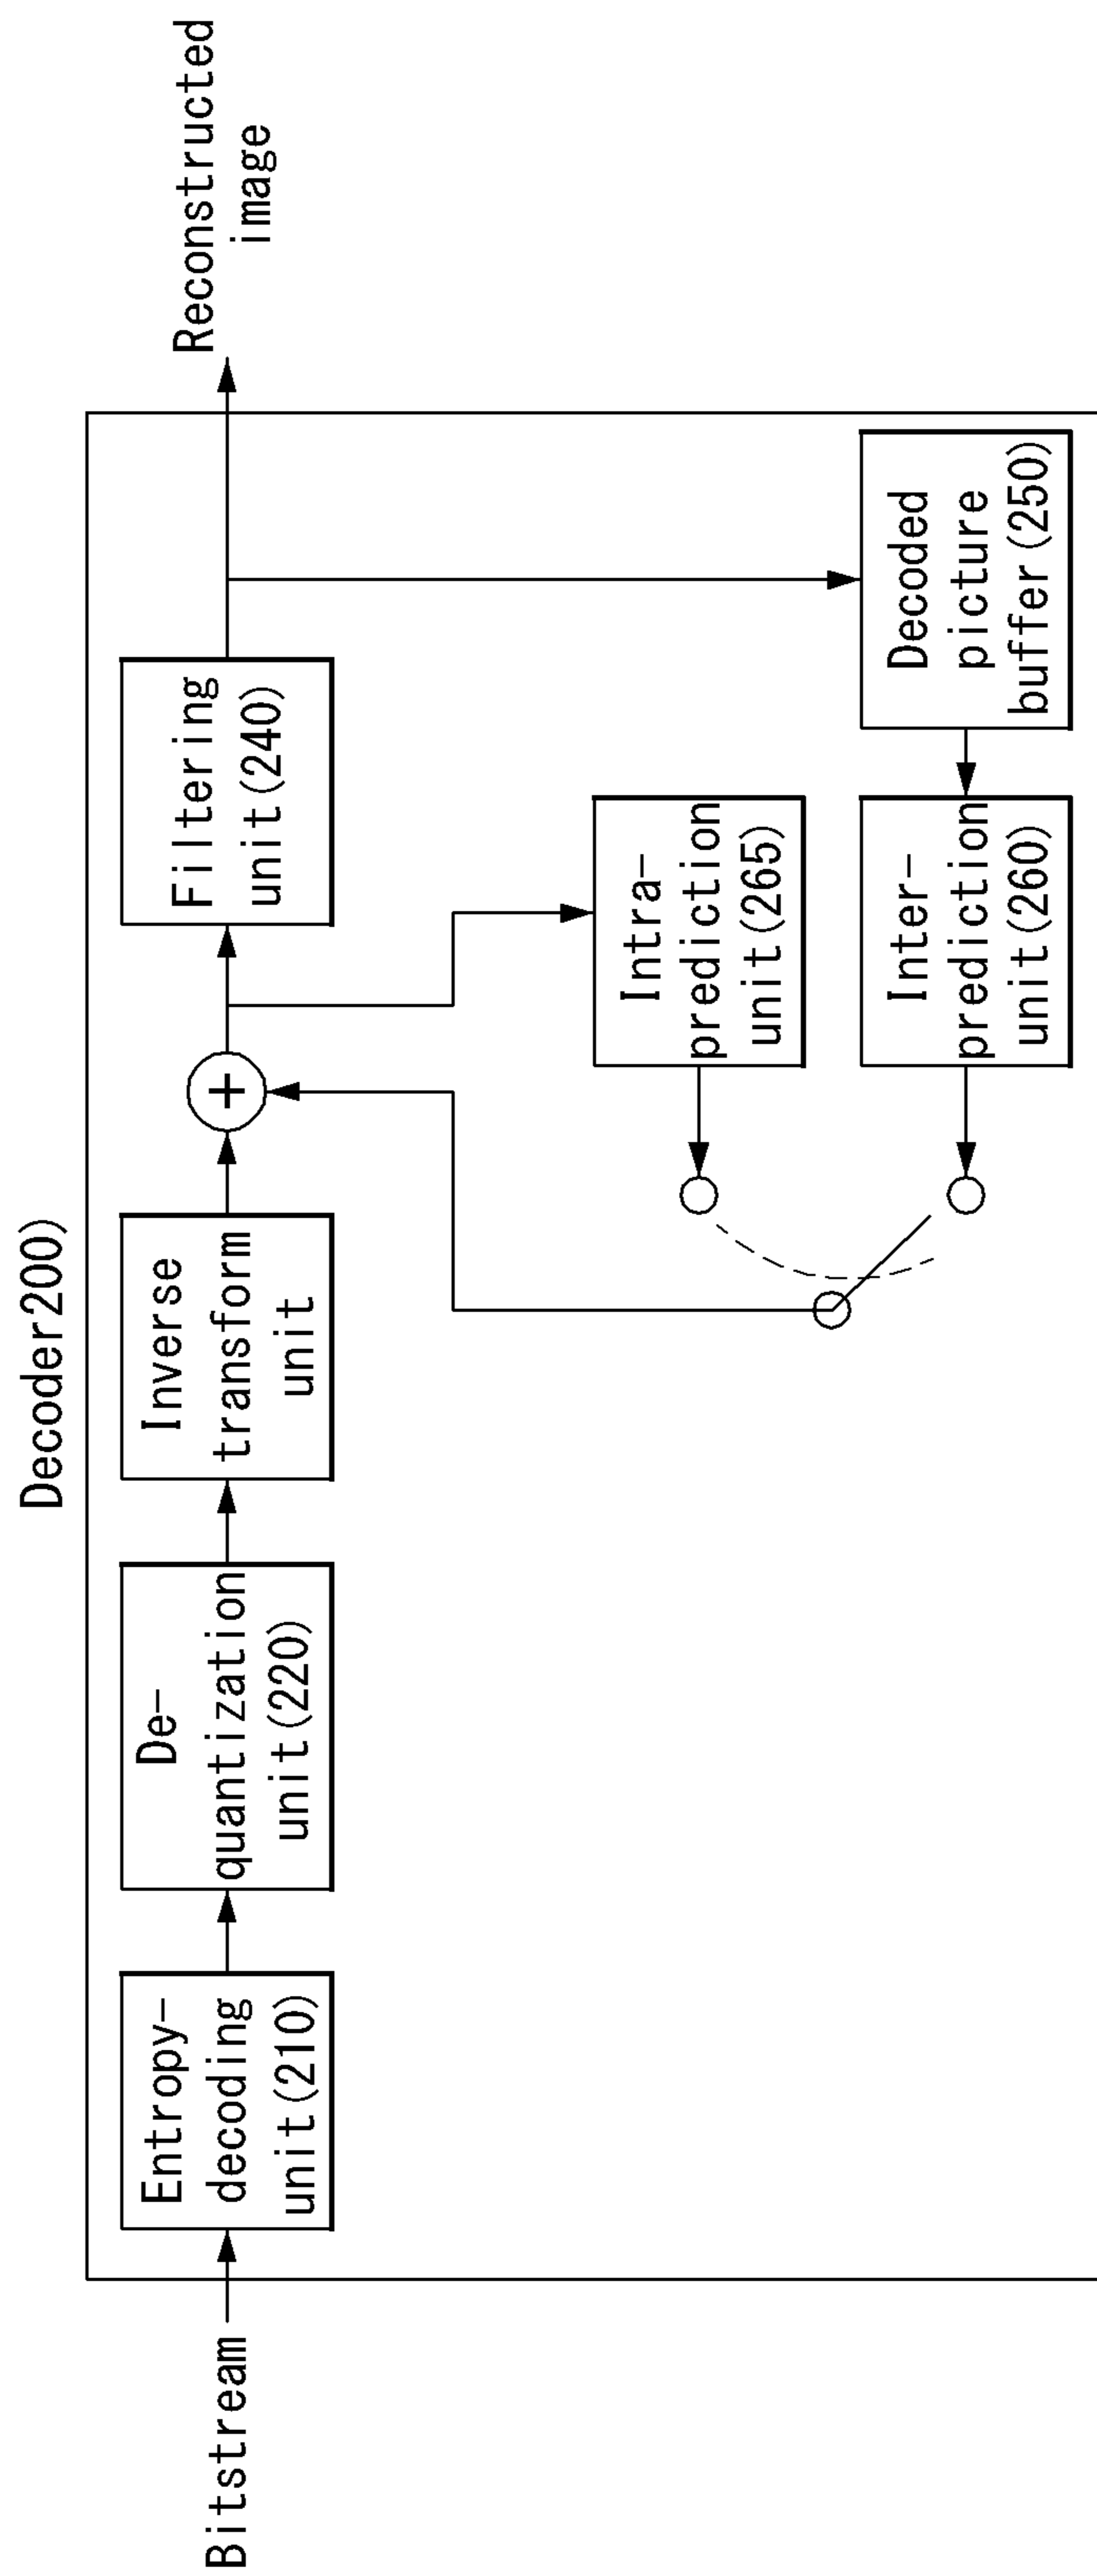 Decoder200)
Bitstream
Entropy-
decoding
unit(210)
De-
quantization
unit(220)
Inverse
transform
unit
+
Filtering
unit(240)
Reconstructed
image
Intra-
prediction
unit(265)
Inter-
prediction
unit(260)
Decoded
picture
buffer(250)